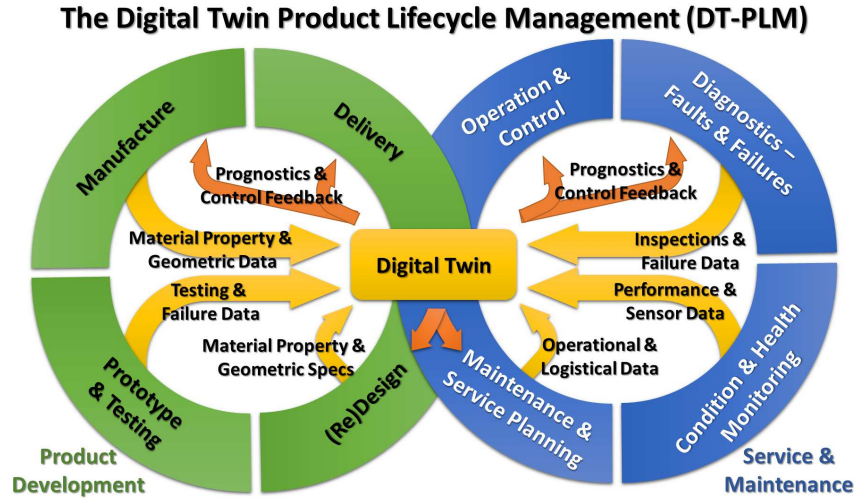 The Digital Twin Product Lifecycle Management (DT-PLM)
Manufacture
Delivery
Operation &
Control
Diagnostics –
Faults & Failures
Prognostics &
Control Feedback
Prognostics &
Control Feedback
Material Property &
Geometric Data
Digital Twin
Inspections &
Failure Data
Testing &
Failure Data
Performance &
Sensor Data
Material Property &
Geometric Specs
Operational &
Logistical Data
Prototype
& Testing
(Re)Design
Maintenance &
Service Planning
Condition & Health
Monitoring
Product
Development
Service &
Maintenance